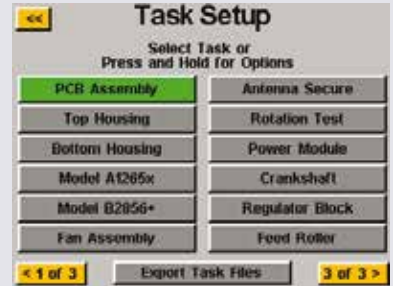 <<
Task Setup
Select Task or
Press and Hold for Options
PCB Assembly
Antenna Secure
Top Housing
Rotation Test
Bottom Housing
Power Module
Model A1265x
Crankshaft
Model B2856+
Regulator Block
Fan Assembly
Feed Roller
< 1 of 3
Export Task Files
3 of 3 >